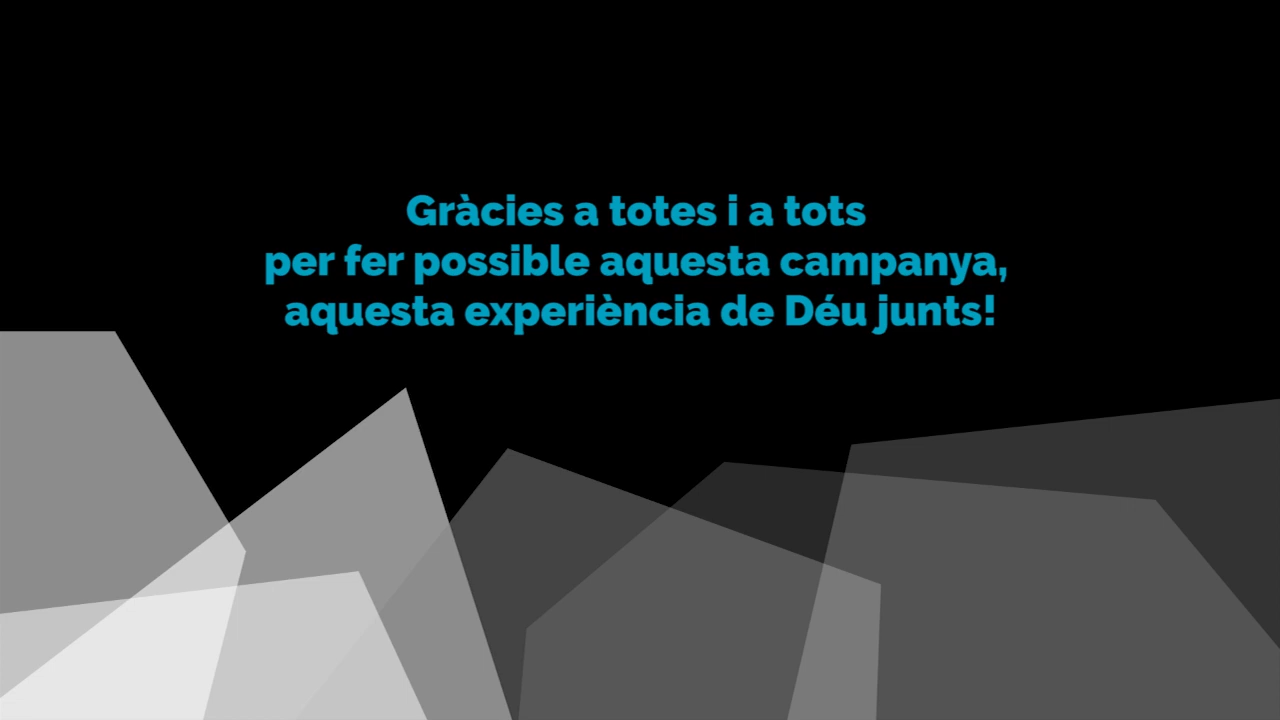 Gràcies a totes i a tots
per fer possible aquesta campanya,
aquesta experiència de Déu junts!